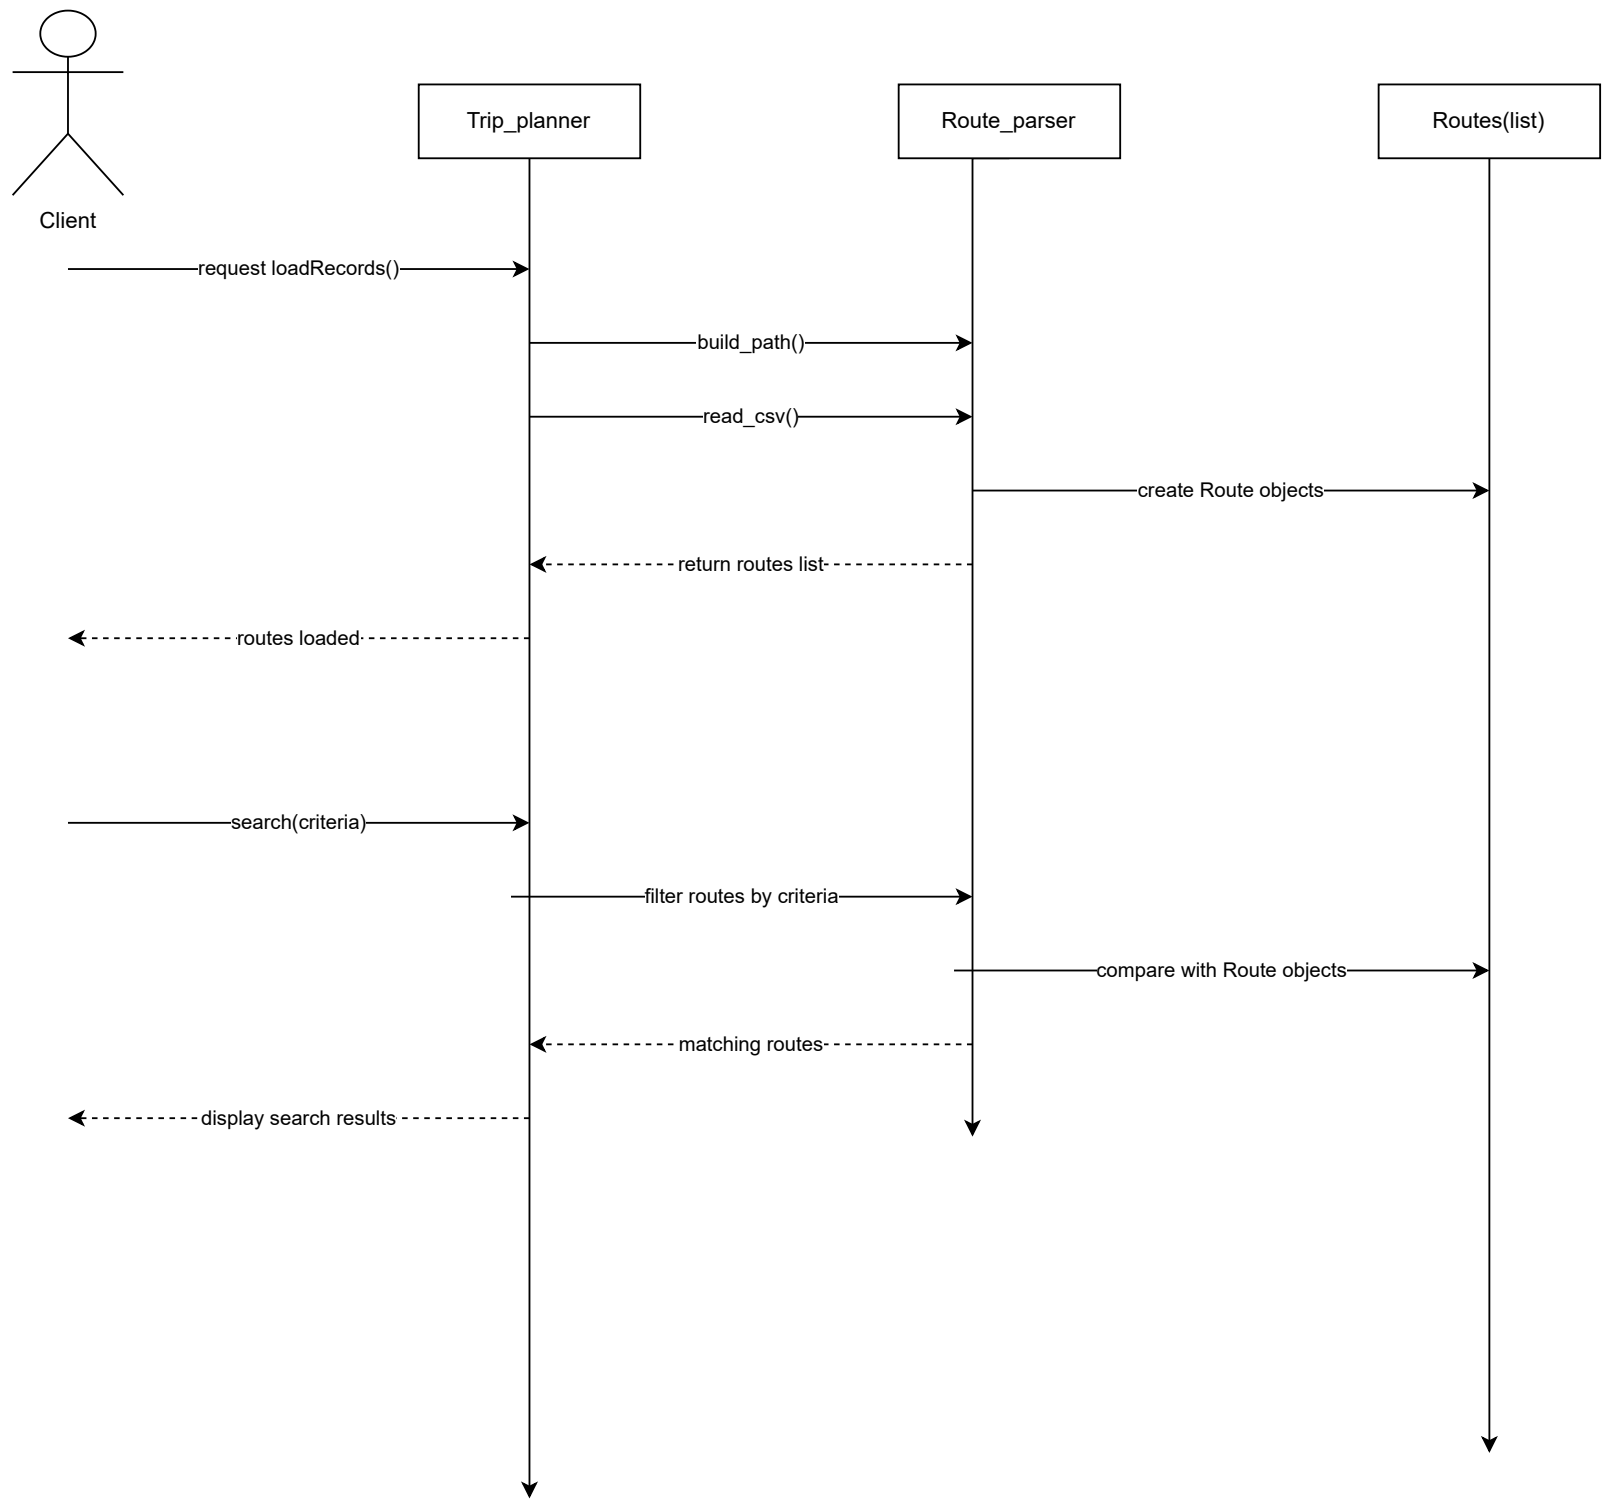 Trip_planner
Route_parser
Routes(list)
Client
request loadRecords()
build_path()
read_csv()
create Route objects
return routes list
routes loaded
search(criteria)
filter routes by criteria
compare with Route objects
matching routes
display search results